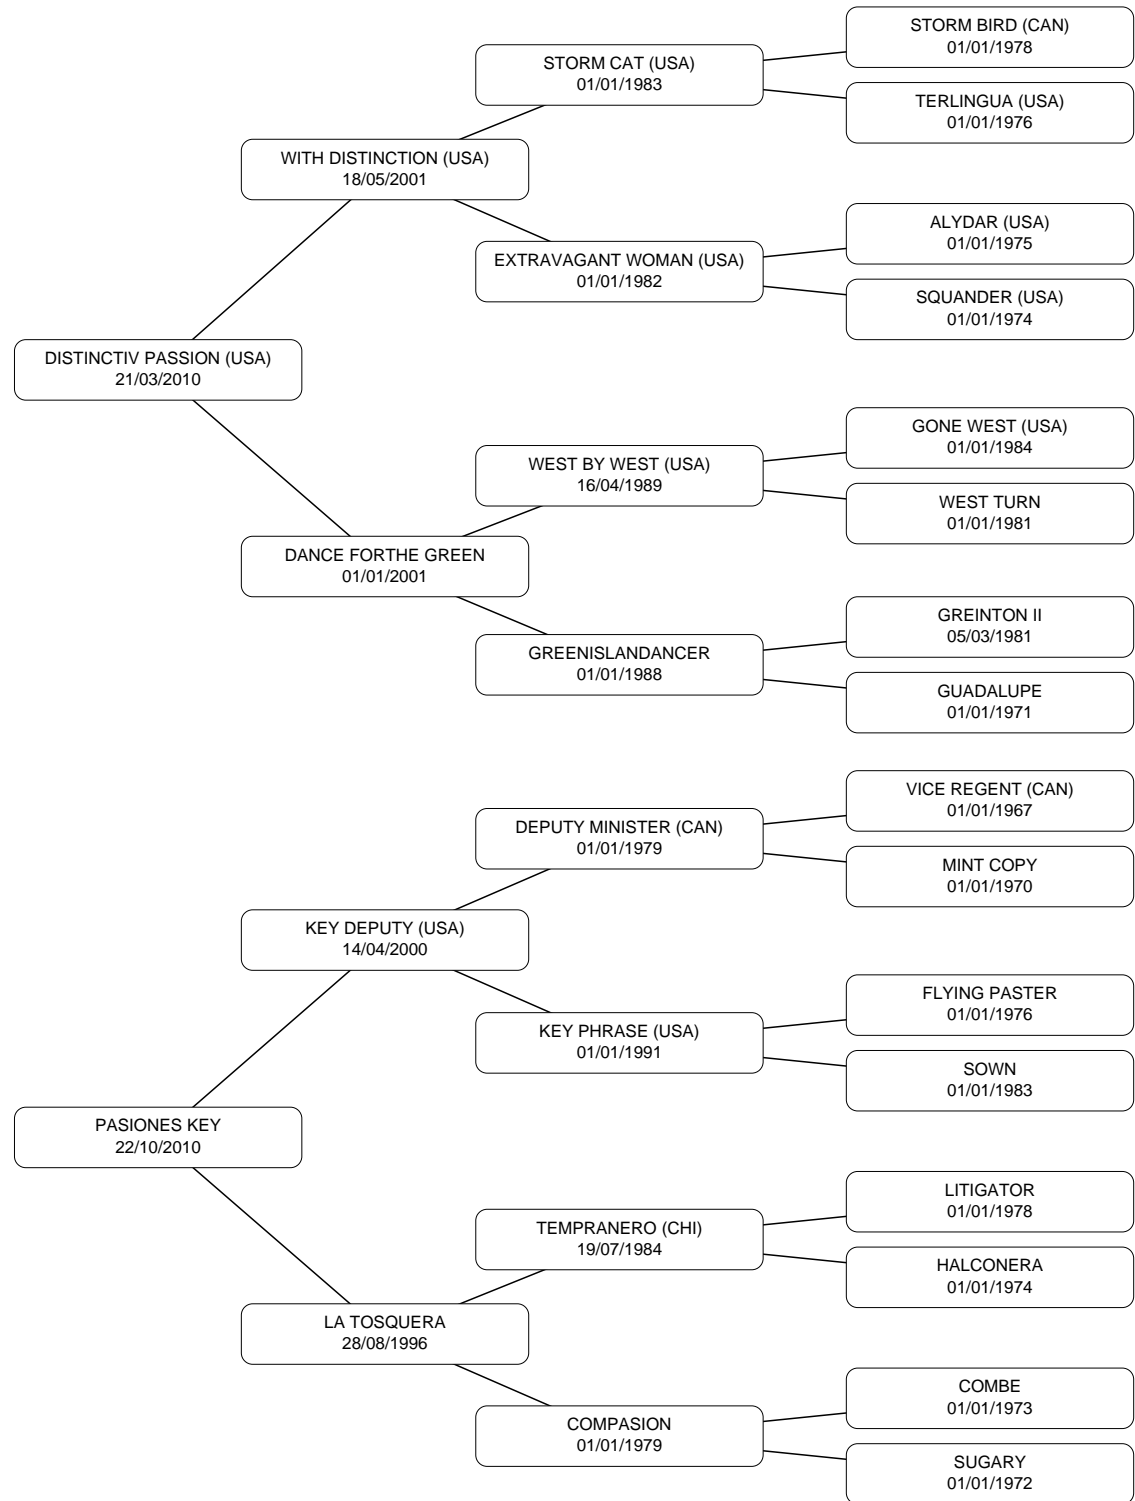 STORM BIRD (CAN)
01/01/1978
STORM CAT (USA)
01/01/1983
TERLINGUA (USA)
01/01/1976
WITH DISTINCTION (USA)
18/05/2001
ALYDAR (USA)
01/01/1975
EXTRAVAGANT WOMAN (USA)
01/01/1982
SQUANDER (USA)
01/01/1974
DISTINCTIV PASSION (USA)
21/03/2010
GONE WEST (USA)
01/01/1984
WEST BY WEST (USA)
16/04/1989
WEST TURN
01/01/1981
DANCE FORTHE GREEN
01/01/2001
GREINTON II
05/03/1981
GREENISLANDANCER
01/01/1988
GUADALUPE
01/01/1971
VICE REGENT (CAN)
01/01/1967
DEPUTY MINISTER (CAN)
01/01/1979
MINT COPY
01/01/1970
KEY DEPUTY (USA)
14/04/2000
FLYING PASTER
01/01/1976
KEY PHRASE (USA)
01/01/1991
SOWN
01/01/1983
PASIONES KEY
22/10/2010
LITIGATOR
01/01/1978
TEMPRANERO (CHI)
19/07/1984
HALCONERA
01/01/1974
LA TOSQUERA
28/08/1996
COMBE
01/01/1973
COMPASION
01/01/1979
SUGARY
01/01/1972